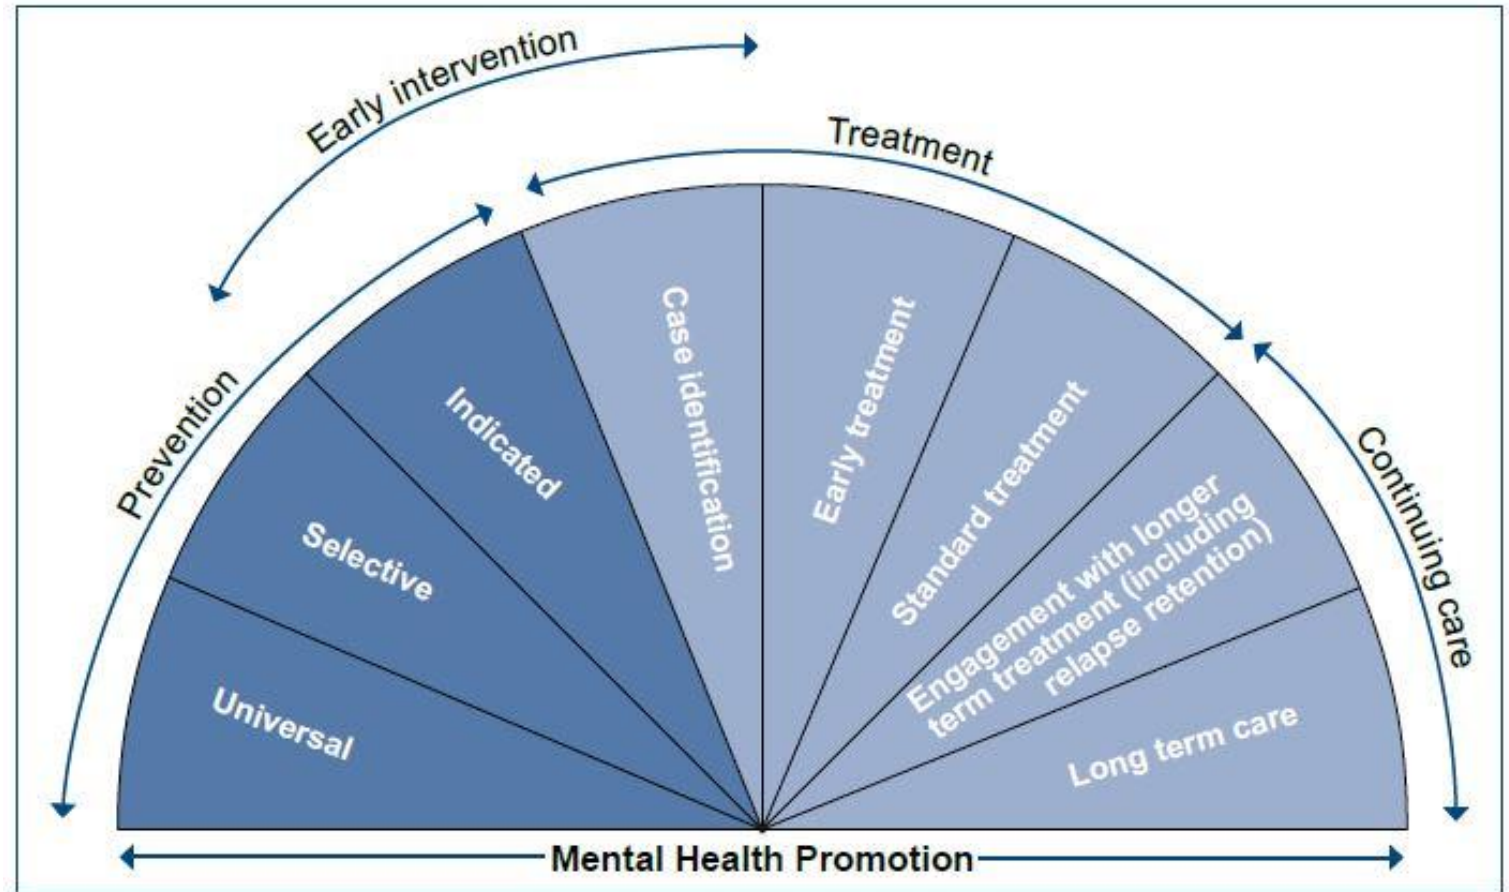 Early intervention
Treatment
Prevention
Continuing care
Universal
Selective
Indicated
Case identification
Early treatment
Standard treatment
Engagement with longer
term treatment (including
relapse retention)
Long term care
Mental Health Promotion